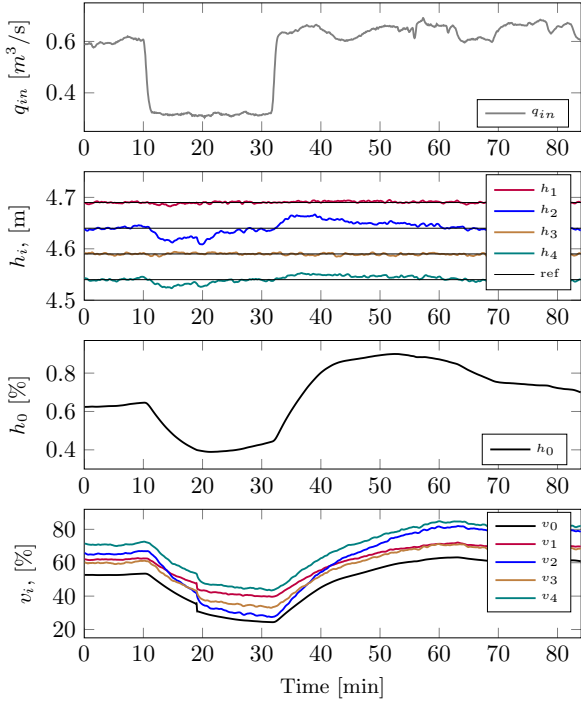 0.6
0.4
q_in [m^3/s]
q_in
0 10 20 30 40 50 60 70 80
4.7
4.6
4.5
h_i, [m]
h_1
h_2
h_3
h_4
ref
0 10 20 30 40 50 60 70 80
0.8
0.6
0.4
h_0 [%]
h_0
0 10 20 30 40 50 60 70 80
80
60
40
20
v_i, [%]
v_0
v_1
v_2
v_3
v_4
0 10 20 30 40 50 60 70 80
Time [min]